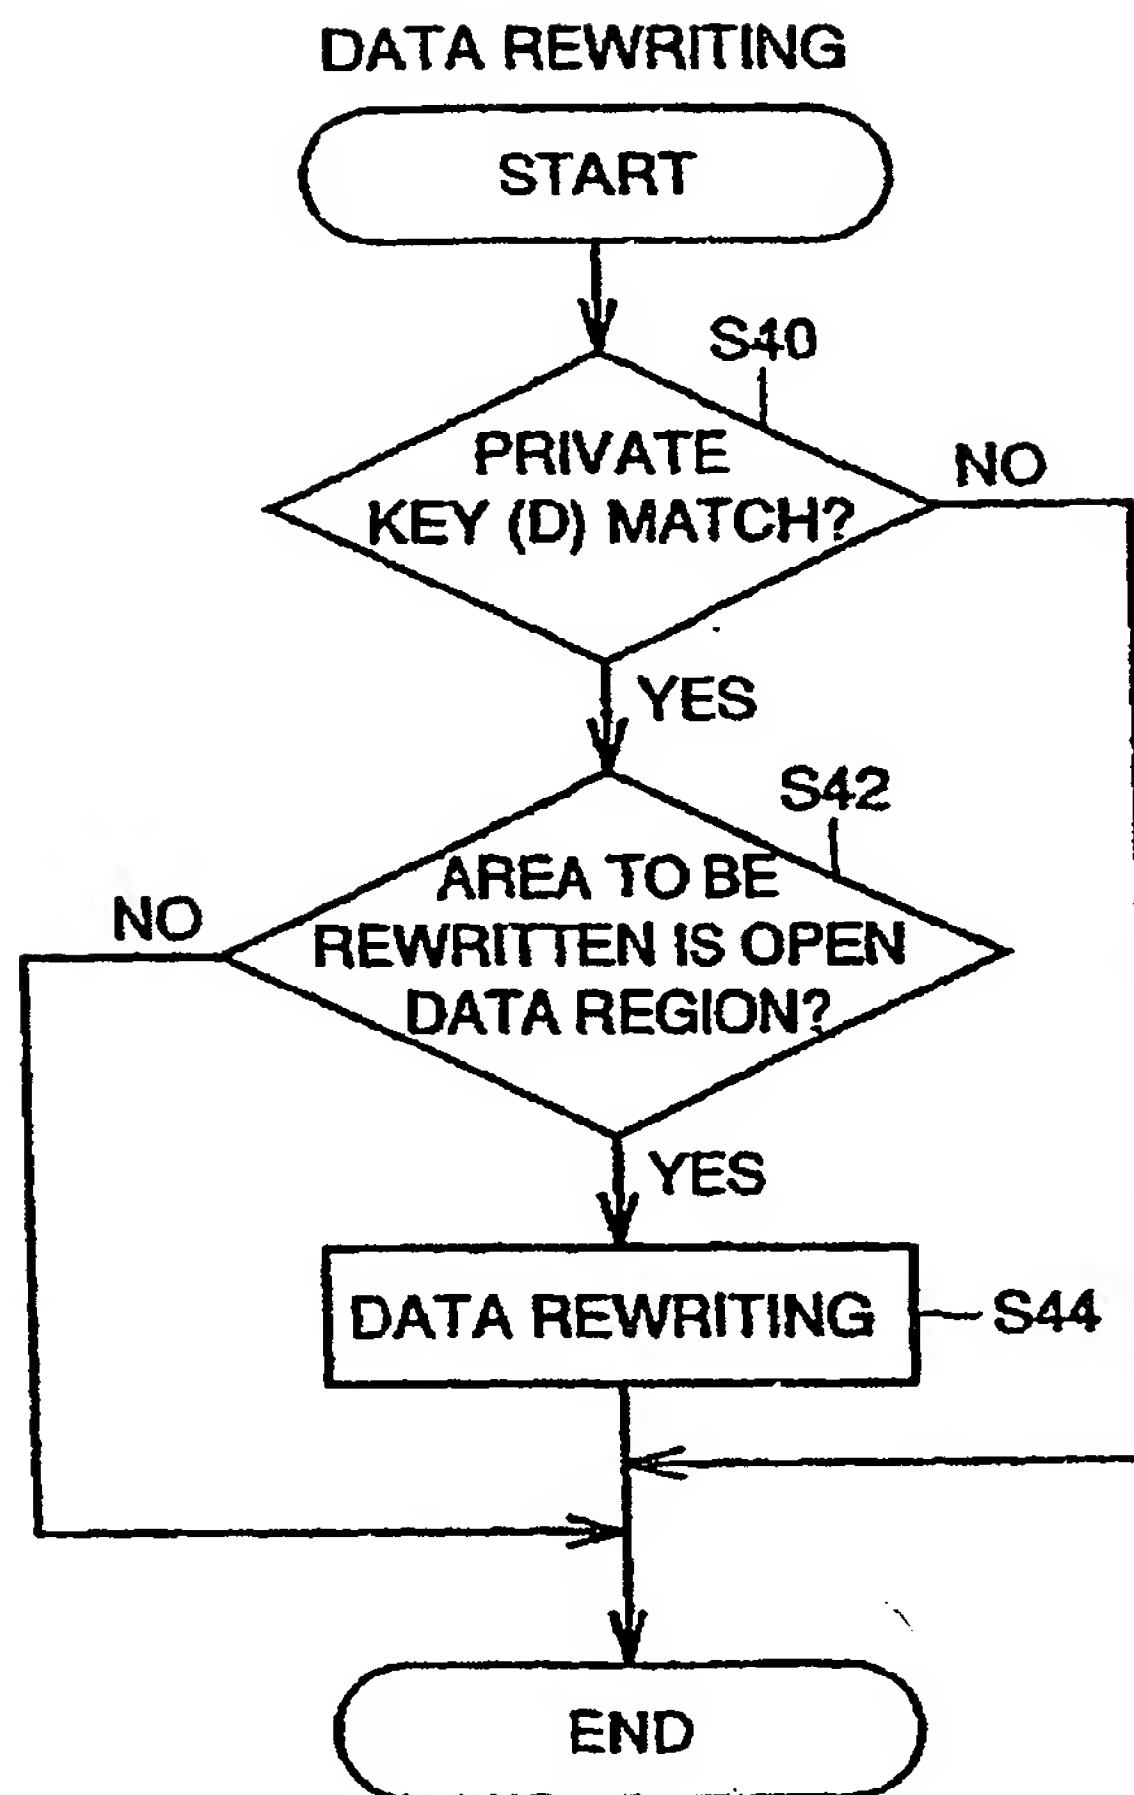 DATA REWRITING
START
S40
PRIVATE
KEY (D) MATCH?
NO
YES
S42
AREA TO BE
REWRITTEN IS OPEN
DATA REGION?
NO
YES
DATA REWRITING
S44
END